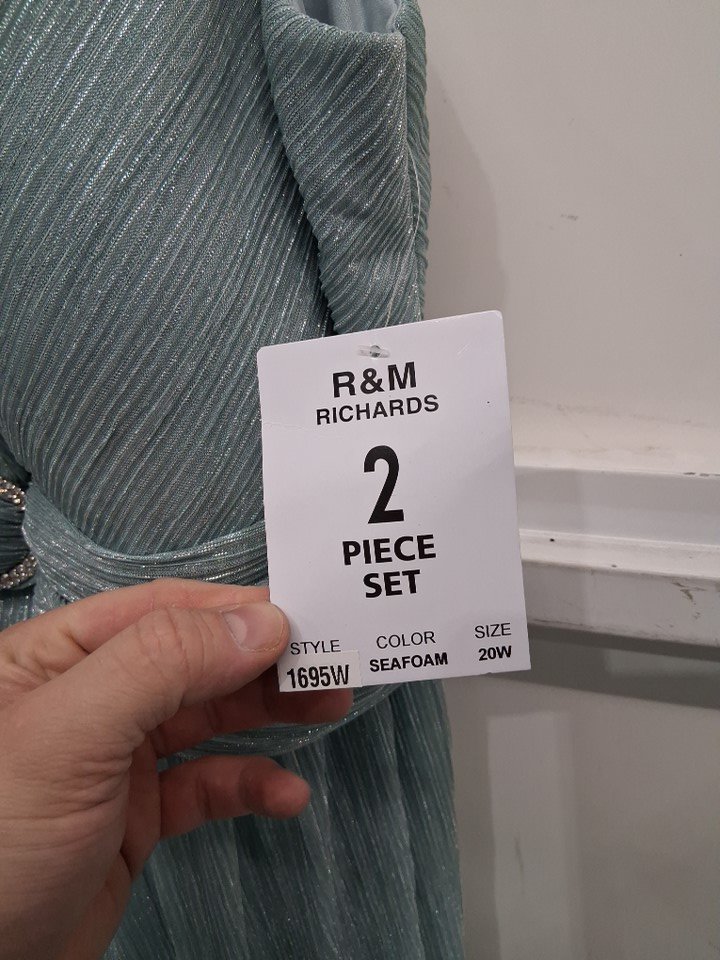 R&M
RICHARDS
2
PIECE
SET
STYLE COLOR SIZE
1695W SEAFOAM 20W